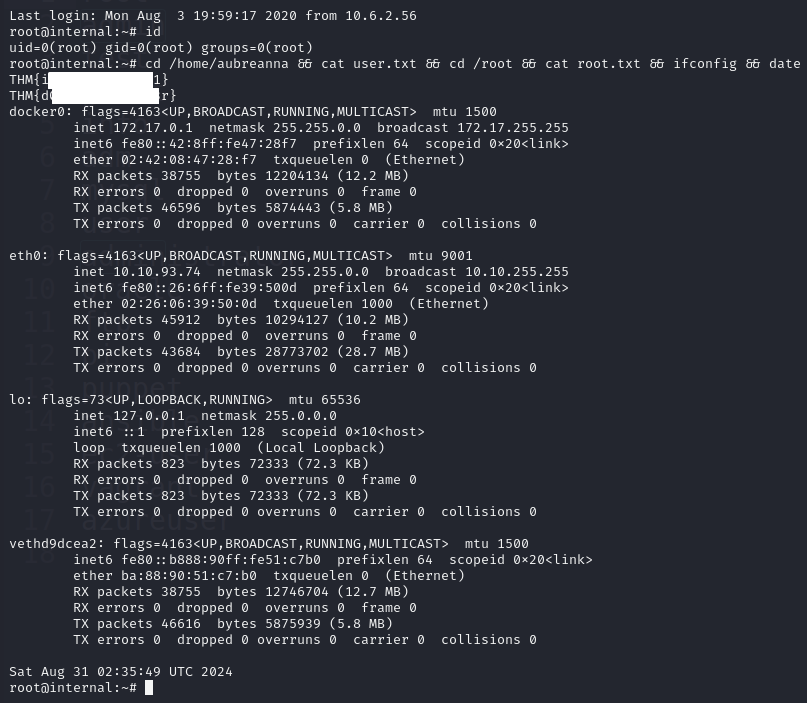 Last login: Mon Aug  3 19:59:17 2020 from 10.6.2.56
root@internal:~# id
uid=0(root) gid=0(root) groups=0(root)
root@internal:~# cd /home/aubreanna && cat user.txt && cd /root && cat root.txt && ifconfig && date
THM{i 1}
THM{d r}
docker0: flags=4163<UP,BROADCAST,RUNNING,MULTICAST>  mtu 1500
        inet 172.17.0.1  netmask 255.255.0.0  broadcast 172.17.255.255
        inet6 fe80::42:8ff:fe47:28f7  prefixlen 64  scopeid 0×20<link>
        ether 02:42:08:47:28:f7  txqueuelen 0  (Ethernet)
        RX packets 38755  bytes 12204134 (12.2 MB)
        RX errors 0  dropped 0  overruns 0  frame 0
        TX packets 46596  bytes 5874443 (5.8 MB)
        TX errors 0  dropped 0 overruns 0  carrier 0  collisions 0
eth0: flags=4163<UP,BROADCAST,RUNNING,MULTICAST>  mtu 9001
        inet 10.10.93.74  netmask 255.255.0.0  broadcast 10.10.255.255
        inet6 fe80::26:6ff:fe39:500d  prefixlen 64  scopeid 0×20<link>
        ether 02:26:06:39:50:0d  txqueuelen 1000  (Ethernet)
        RX packets 45912  bytes 10294127 (10.2 MB)
        RX errors 0  dropped 0  overruns 0  frame 0
        TX packets 43684  bytes 28773702 (28.7 MB)
        TX errors 0  dropped 0 overruns 0  carrier 0  collisions 0
lo: flags=73<UP,LOOPBACK,RUNNING>  mtu 65536
        inet 127.0.0.1  netmask 255.0.0.0
        inet6 ::1  prefixlen 128  scopeid 0×10<host>
        loop  txqueuelen 1000  (Local Loopback)
        RX packets 823  bytes 72333 (72.3 KB)
        RX errors 0  dropped 0  overruns 0  frame 0
        TX packets 823  bytes 72333 (72.3 KB)
        TX errors 0  dropped 0 overruns 0  carrier 0  collisions 0
vethd9dcea2: flags=4163<UP,BROADCAST,RUNNING,MULTICAST>  mtu 1500
        inet6 fe80::b888:90ff:fe51:c7b0  prefixlen 64  scopeid 0×20<link>
        ether ba:88:90:51:c7:b0  txqueuelen 0  (Ethernet)
        RX packets 38755  bytes 12746704 (12.7 MB)
        RX errors 0  dropped 0  overruns 0  frame 0
        TX packets 46616  bytes 5875939 (5.8 MB)
        TX errors 0  dropped 0 overruns 0  carrier 0  collisions 0
Sat Aug 31 02:35:49 UTC 2024
root@internal:~#